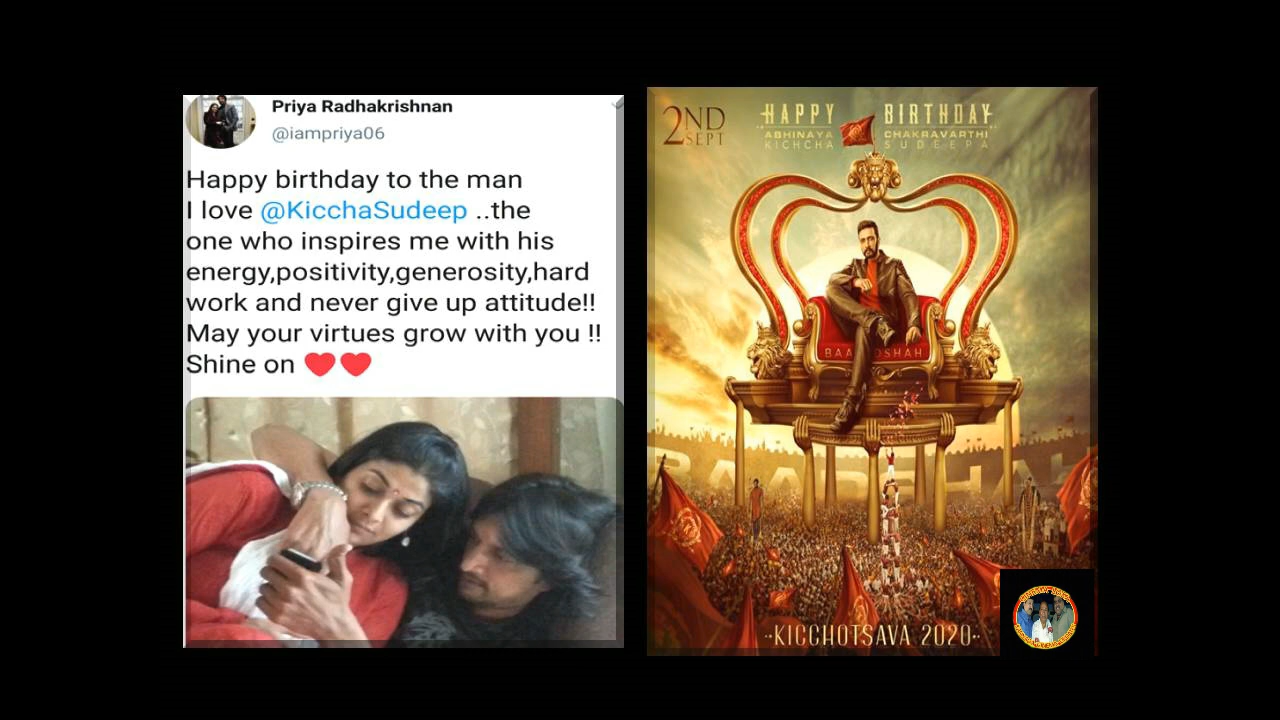 Priya Radhakrishnan
@iampriya06
Happy birthday to the man
I love @KicchaSudeep ..the
one who inspires me with his
energy,positivity,generosity,hard
work and never give up attitude!!
May your virtues grow with you !!
Shine on ❤️❤️
2ND
SEPT
HAPPY BIRTHDAY
ABHINAYA CHAKRAVARTHI
KICHCHA SUDEEPA
BAADSHAH
BAADSHAH
·KICCHOTSAVA 2020·